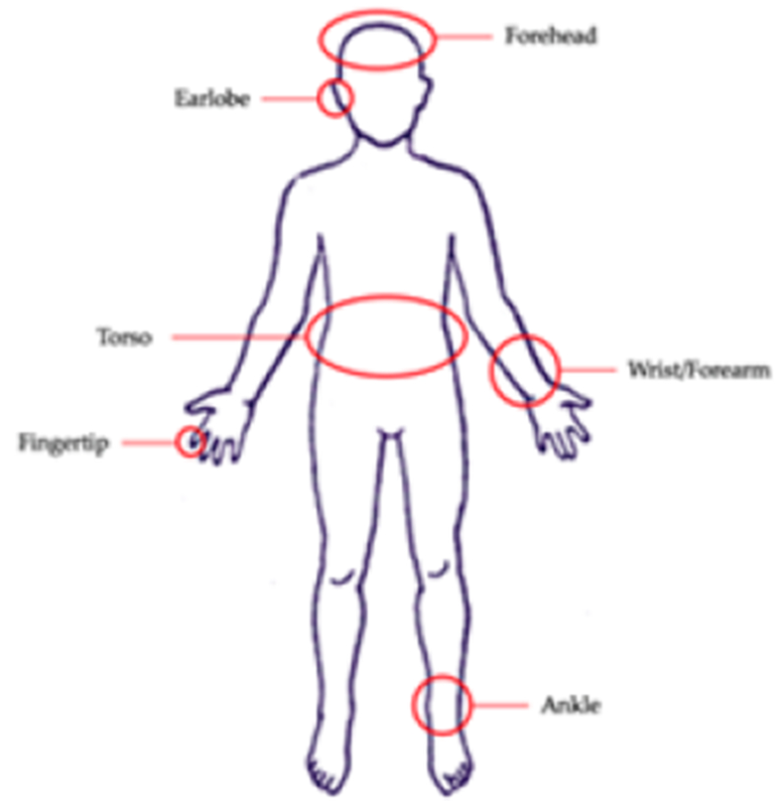 Forehead
Earlobe
Torso
Wrist/Forearm
Fingertip
Ankle